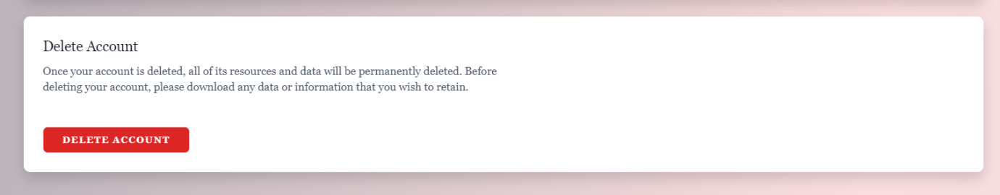 Delete Account
Once your account is deleted, all of its resources and data will be permanently deleted. Before
deleting your account, please download any data or information that you wish to retain.
DELETE ACCOUNT